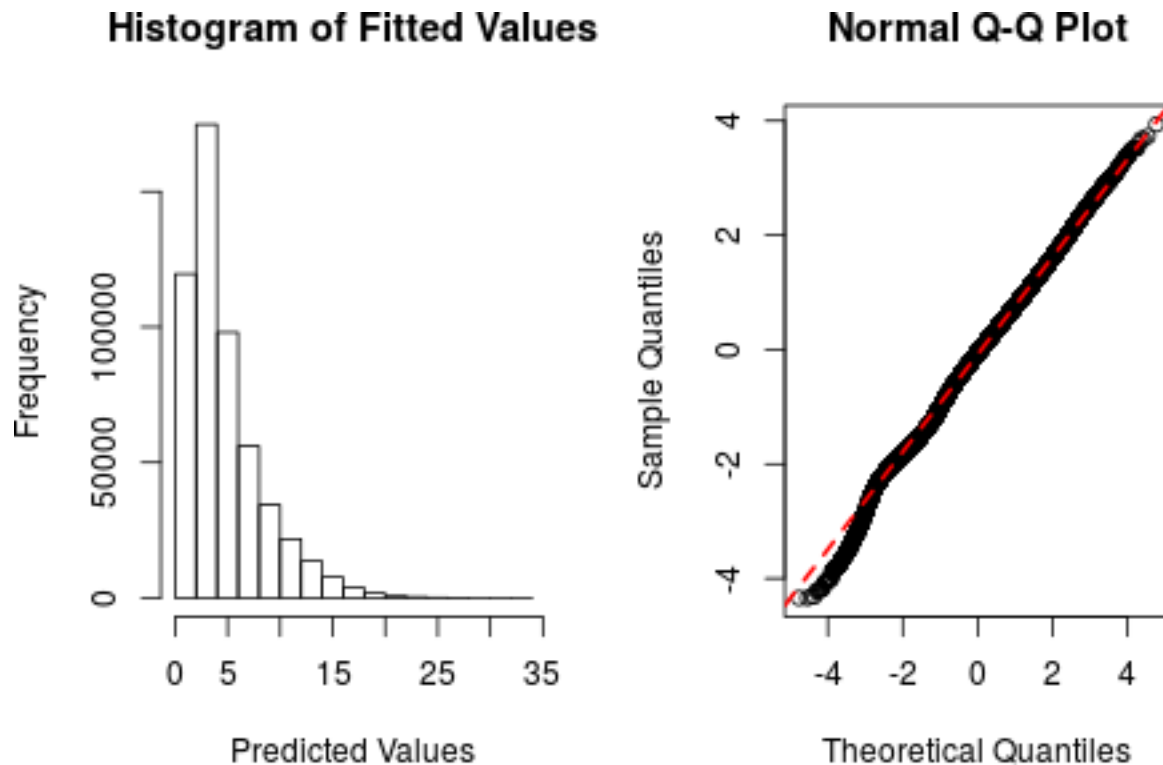 Histogram of Fitted Values
Frequency
100000
50000
0
0 5 15 25 35
Predicted Values
Normal Q-Q Plot
Sample Quantiles
4
2
0
-2
-4
-4 -2 0 2 4
Theoretical Quantiles